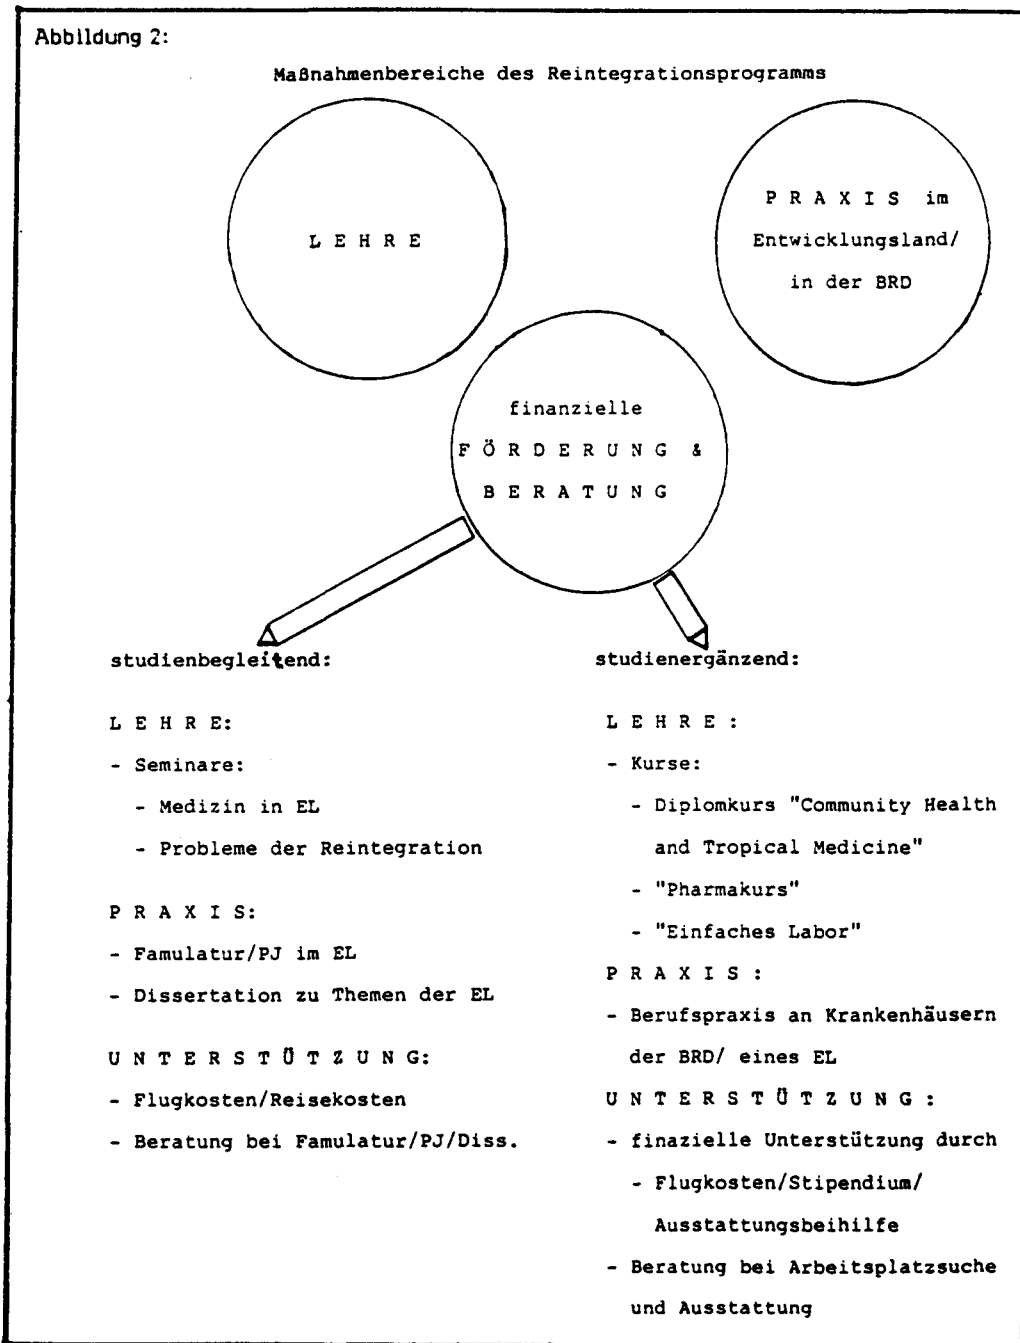 Abbildung 2:
Maßnahmenbereiche des Reintegrationsprogramms
L E H R E
P R A X I S im
Entwicklungsland/
in der BRD
finanzielle
F Ö R D E R U N G &
B E R A T U N G
studienbegleitend:
L E H R E:
- Seminare:
- Medizin in EL
- Probleme der Reintegration
P R A X I S:
- Famulatur/PJ im EL
- Dissertation zu Themen der EL
U N T E R S T Ü T Z U N G:
- Flugkosten/Reisekosten
- Beratung bei Famulatur/PJ/Diss.
studienergänzend:
L E H R E :
- Kurse:
- Diplomkurs "Community Health
and Tropical Medicine"
- "Pharmakurs"
- "Einfaches Labor"
P R A X I S :
- Berufspraxis an Krankenhäusern
der BRD/ eines EL
U N T E R S T Ü T Z U N G :
- finazielle Unterstützung durch
- Flugkosten/Stipendium/
Ausstattungsbeihilfe
- Beratung bei Arbeitsplatzsuche
und Ausstattung